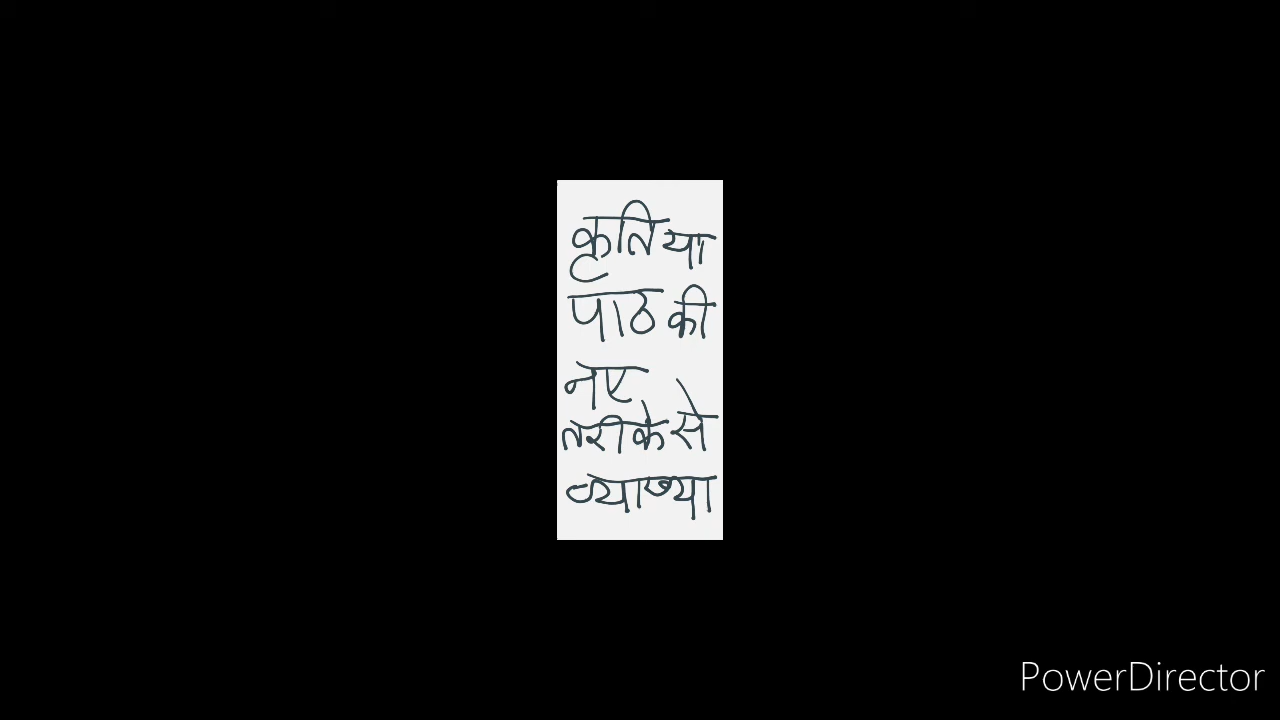 कृति या
पाठ की
नए
तरीके से
व्याख्या
PowerDirector